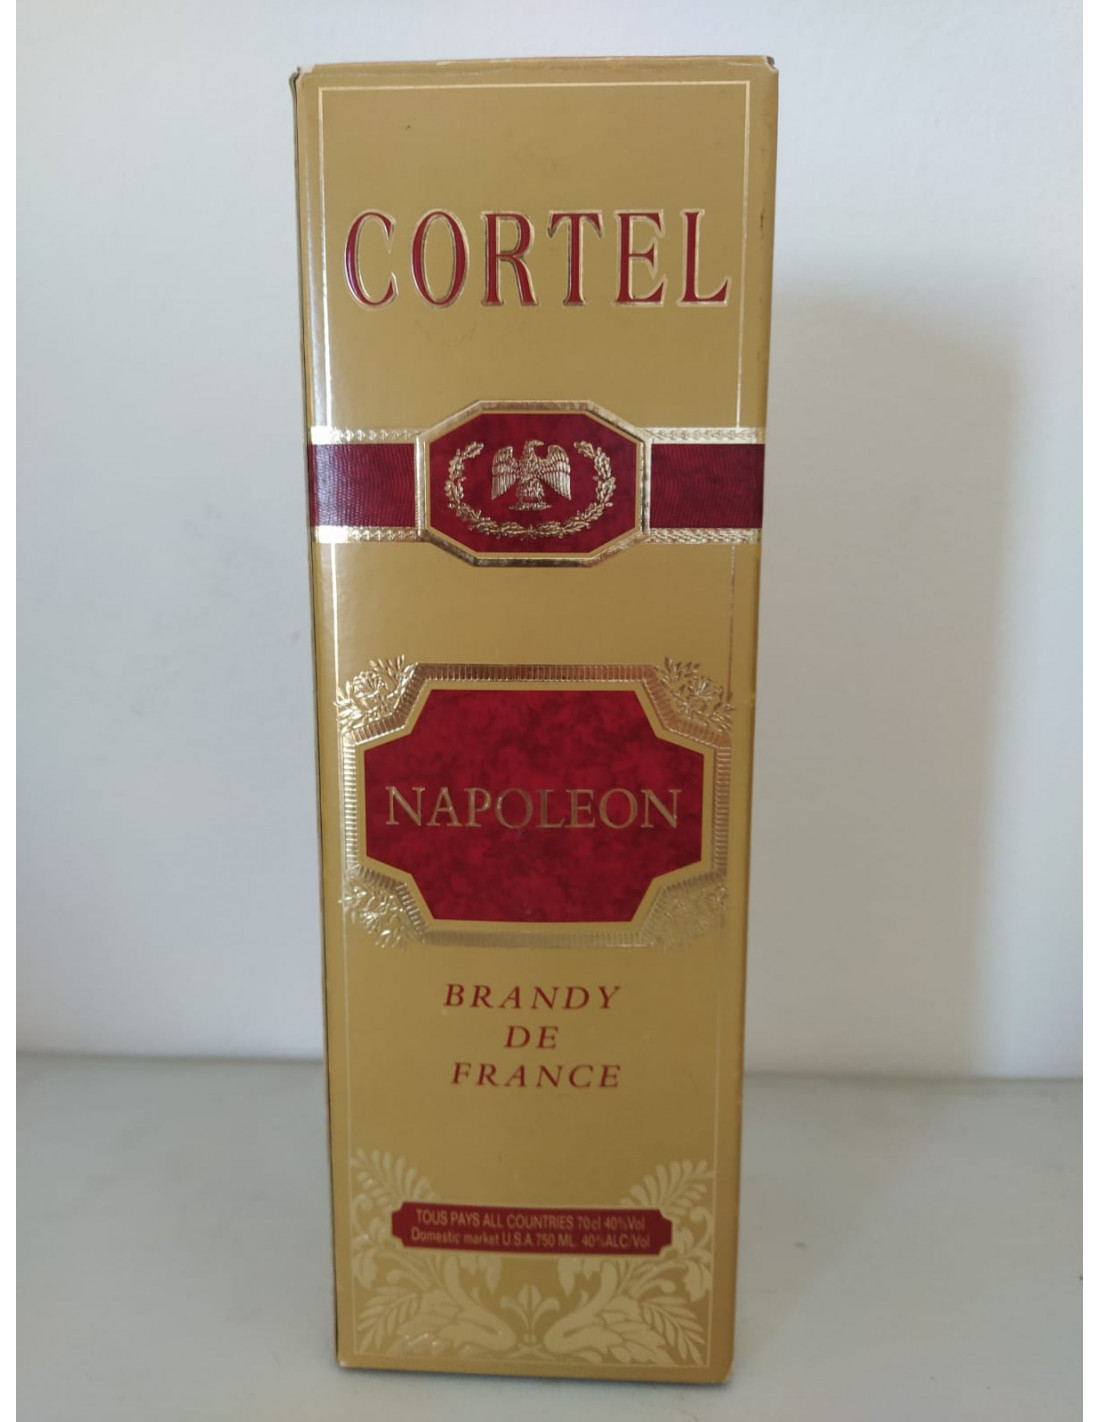 CORTEL
NAPOLEON
BRANDY
DE
FRANCE
TOUS PAYS ALL COUNTRIES 70cl 40%Vol
Domestic market U.S.A 750 ML. 40%ALC/Vol